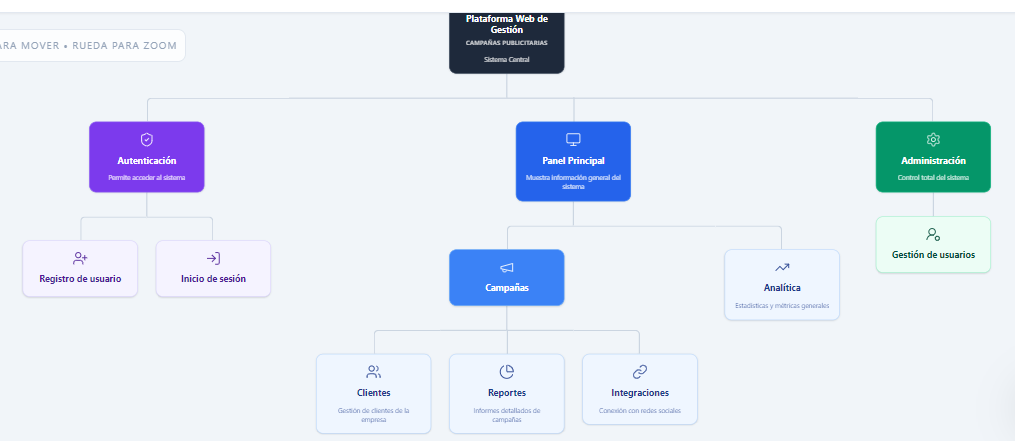 ARA MOVER • RUEDA PARA ZOOM
Plataforma Web de
Gestión
CAMPAÑAS PUBLICITARIAS
Sistema Central
Autenticación
Permite acceder al sistema
Panel Principal
Muestra información general del
sistema
Administración
Control total del sistema
Registro de usuario
Inicio de sesión
Gestión de usuarios
Campañas
Analítica
Estadísticas y métricas generales
Clientes
Gestión de clientes de la
empresa
Reportes
Informes detallados de
campañas
Integraciones
Conexión con redes sociales